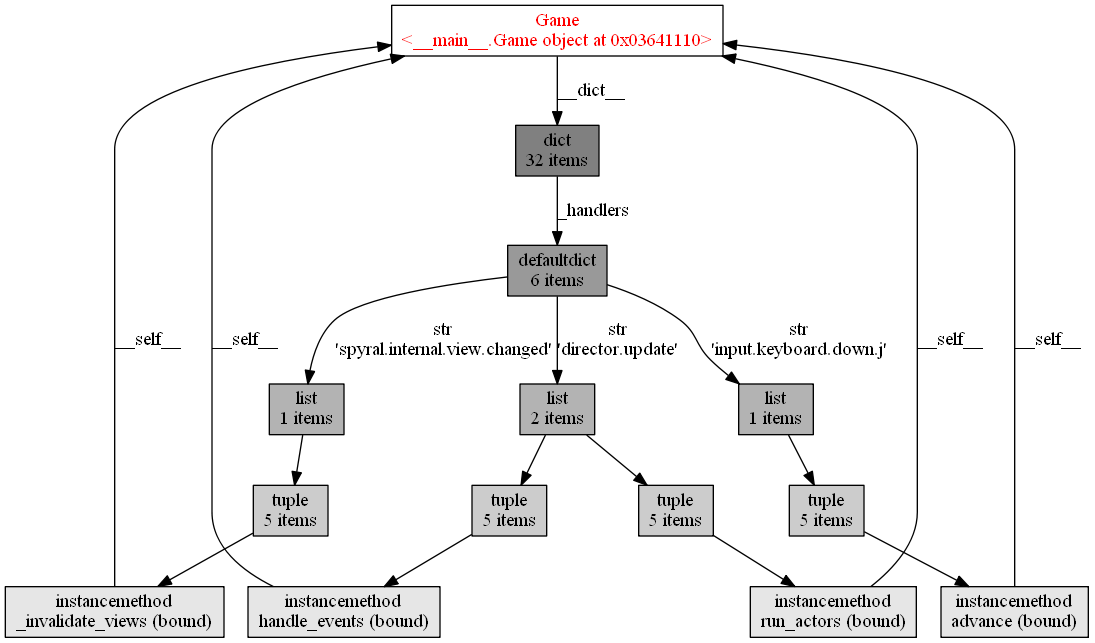 Game
<__main__.Game object at 0x03641110>
__dict__
dict
32 items
_handlers
defaultdict
6 items
str
'spyral.internal.view.changed'
str
'director.update'
str
'input.keyboard.down.j'
__self__
__self__
__self__
__self__
list
1 items
list
2 items
list
1 items
tuple
5 items
tuple
5 items
tuple
5 items
tuple
5 items
instancemethod
_invalidate_views (bound)
instancemethod
handle_events (bound)
instancemethod
run_actors (bound)
instancemethod
advance (bound)